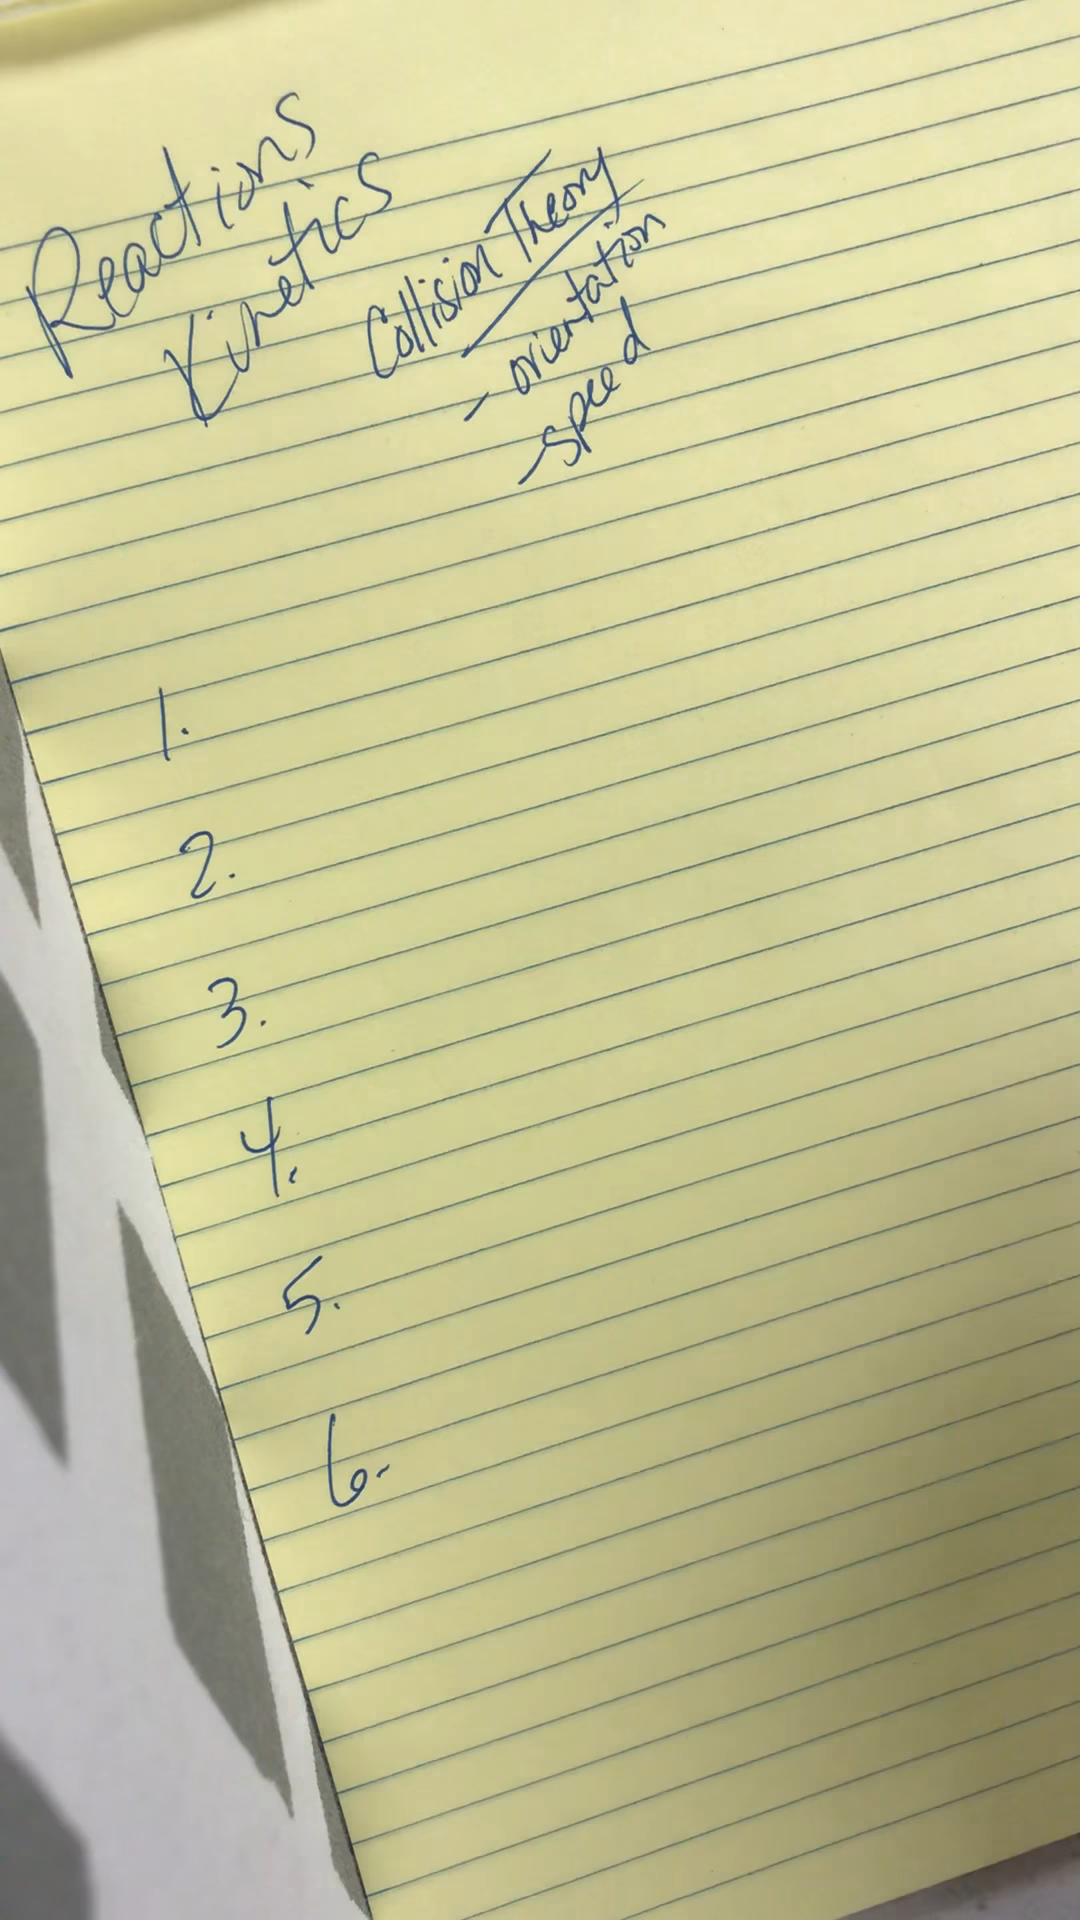 Reactions
Kinetics
Collision Theory
- orientation
- speed
1.
2.
3.
4.
5.
6.